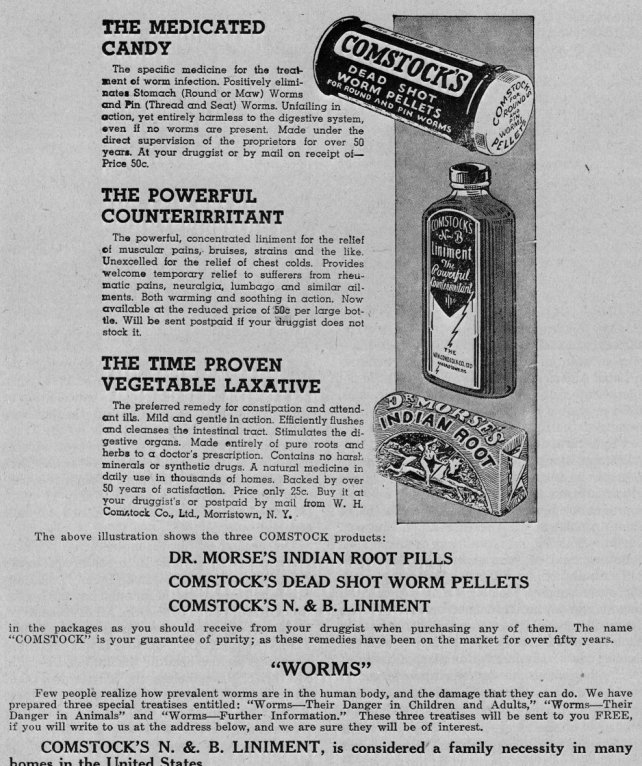 THE MEDICATED
CANDY
The specific medicine for the treat-
ment of worm infection. Positively elimi-
nates Stomach (Round or Maw) Worms
and Pin (Thread and Seat) Worms. Unfailing in
action, yet entirely harmless to the digestive system,
even if no worms are present. Made under the
direct supervision of the proprietors for over 50
years. At your druggist or by mail on receipt of—
Price 50c.
COMSTOCK'S
DEAD SHOT
WORM PELLETS
FOR ROUND AND PIN WORMS
COMSTOCK'S
FOR
ROUND
AND
PIN
WORMS
PELLETS
THE POWERFUL
COUNTERIRRITANT
The powerful, concentrated liniment for the relief
of muscular pains, bruises, strains and the like.
Unexcelled for the relief of chest colds. Provides
welcome temporary relief to sufferers from rheu-
matic pains, neuralgia, lumbago and similar ail-
ments. Both warming and soothing in action. Now
available at the reduced price of 50c per large bot-
tle. Will be sent postpaid if your druggist does not
stock it.
COMSTOCK'S
N-B
Liniment
The
Powerful
Counterirritant
THE
THE TIME PROVEN
VEGETABLE LAXATIVE
The preferred remedy for constipation and attend-
ant ills. Mild and gentle in action. Efficiently flushes
and cleanses the intestinal tract. Stimulates the di-
gestive organs. Made entirely of pure roots and
herbs to a doctor's prescription. Contains no harsh
minerals or synthetic drugs. A natural medicine in
daily use in thousands of homes. Backed by over
50 years of satisfaction. Price only 25c. Buy it at
your druggist's or postpaid by mail from W. H.
Comstock Co., Ltd., Morristown, N. Y.
DR. MORSE'S
INDIAN ROOT
The above illustration shows the three COMSTOCK products:
DR. MORSE'S INDIAN ROOT PILLS
COMSTOCK'S DEAD SHOT WORM PELLETS
COMSTOCK'S N. & B. LINIMENT
in the packages as you should receive from your druggist when purchasing any of them. The name
"COMSTOCK" is your guarantee of purity; as these remedies have been on the market for over fifty years.
"WORMS"
Few people realize how prevalent worms are in the human body, and the damage that they can do. We have
prepared three special treatises entitled: "Worms—Their Danger in Children and Adults," "Worms—Their
Danger in Animals" and "Worms—Further Information." These three treatises will be sent to you FREE,
if you will write to us at the address below, and we are sure they will be of interest.
COMSTOCK'S N. &. B. LINIMENT, is considered a family necessity in many
homes in the United States